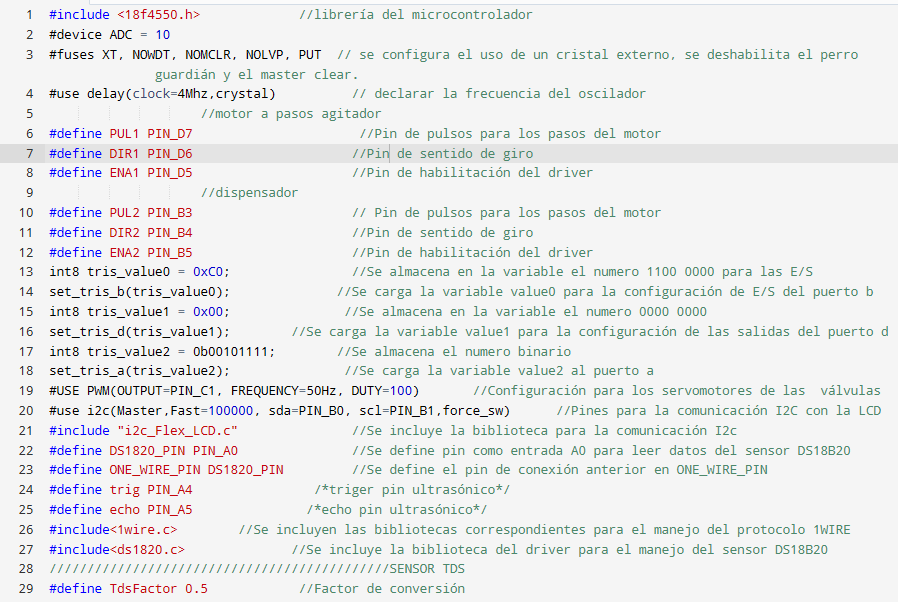 1 #include <18f4550.h> //librería del microcontrolador
2 #device ADC = 10
3 #fuses XT, NOWDT, NOMCLR, NOLVP, PUT // se configura el uso de un cristal externo, se deshabilita el perro
guardián y el master clear.
4 #use delay(clock=4Mhz,crystal) // declarar la frecuencia del oscilador
5 //motor a pasos agitador
6 #define PUL1 PIN_D7 //Pin de pulsos para los pasos del motor
7 #define DIR1 PIN_D6 //Pin de sentido de giro
8 #define ENA1 PIN_D5 //Pin de habilitación del driver
9 //dispensador
10 #define PUL2 PIN_B3 // Pin de pulsos para los pasos del motor
11 #define DIR2 PIN_B4 //Pin de sentido de giro
12 #define ENA2 PIN_B5 //Pin de habilitación del driver
13 int8 tris_value0 = 0xC0; //Se almacena en la variable el numero 1100 0000 para las E/S
14 set_tris_b(tris_value0); //Se carga la variable value0 para la configuración de E/S del puerto b
15 int8 tris_value1 = 0x00; //Se almacena en la variable el numero 0000 0000
16 set_tris_d(tris_value1); //Se carga la variable value1 para la configuración de las salidas del puerto d
17 int8 tris_value2 = 0b00101111; //Se almacena el numero binario
18 set_tris_a(tris_value2); //Se carga la variable value2 al puerto a
19 #USE PWM(OUTPUT=PIN_C1, FREQUENCY=50Hz, DUTY=100) //Configuración para los servomotores de las válvulas
20 #use i2c(Master,Fast=100000, sda=PIN_B0, scl=PIN_B1,force_sw) //Pines para la comunicación I2C con la LCD
21 #include "i2c_Flex_LCD.c" //Se incluye la biblioteca para la comunicación I2c
22 #define DS1820_PIN PIN_A0 //Se define pin como entrada A0 para leer datos del sensor DS18B20
23 #define ONE_WIRE_PIN DS1820_PIN //Se define el pin de conexión anterior en ONE_WIRE_PIN
24 #define trig PIN_A4 /*triger pin ultrasónico*/
25 #define echo PIN_A5 /*echo pin ultrasónico*/
26 #include<1wire.c> //Se incluyen las bibliotecas correspondientes para el manejo del protocolo 1WIRE
27 #include<ds1820.c> //Se incluye la biblioteca del driver para el manejo del sensor DS18B20
28 /////////////////////////////////////////////SENSOR TDS
29 #define TdsFactor 0.5 //Factor de conversión